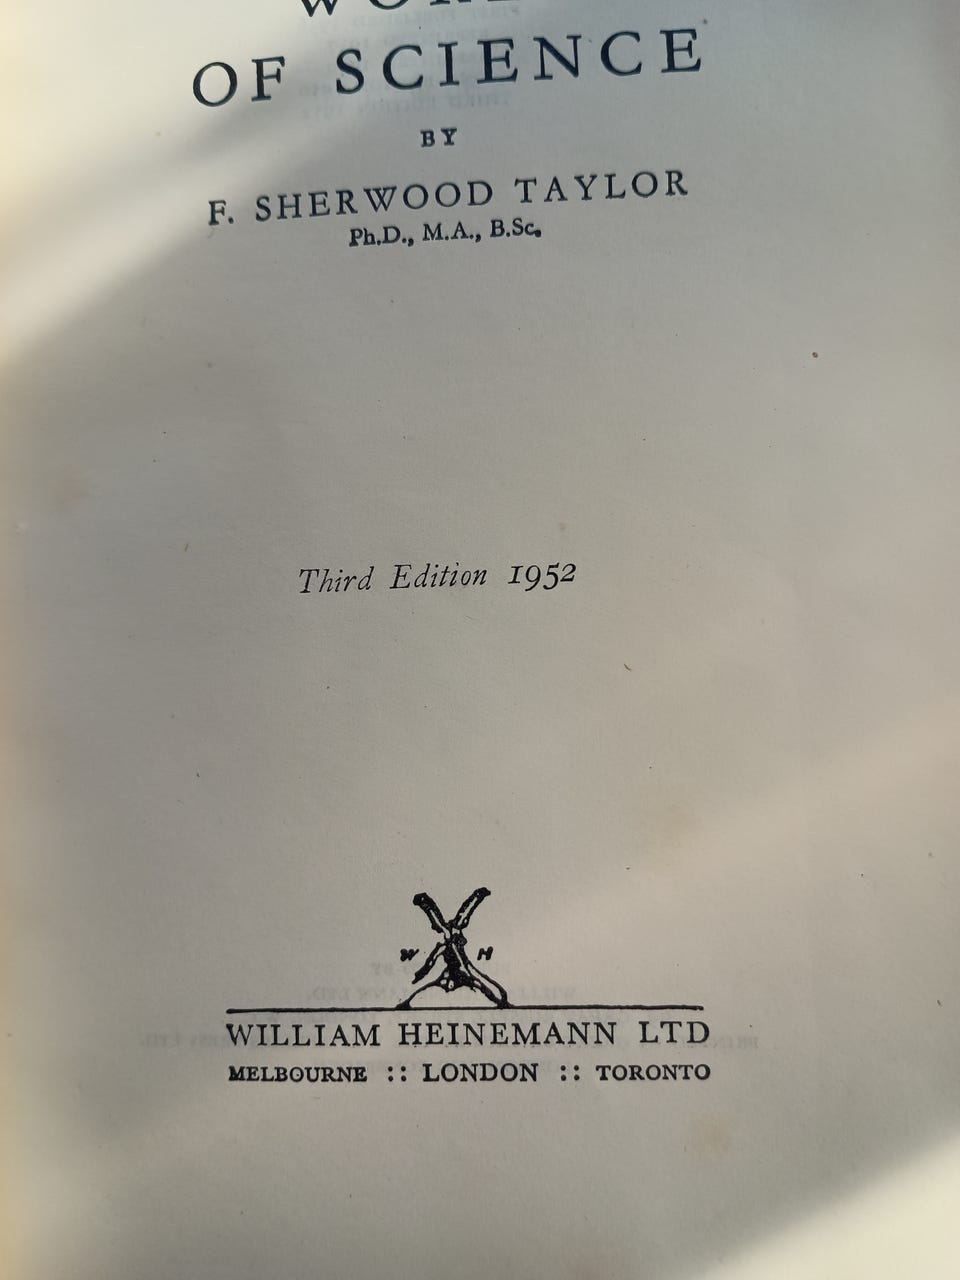 OF SCIENCE
BY
F. SHERWOOD TAYLOR
Ph.D., M.A., B.Sc.
Third Edition 1952
W H
WILLIAM HEINEMANN LTD
MELBOURNE :: LONDON :: TORONTO